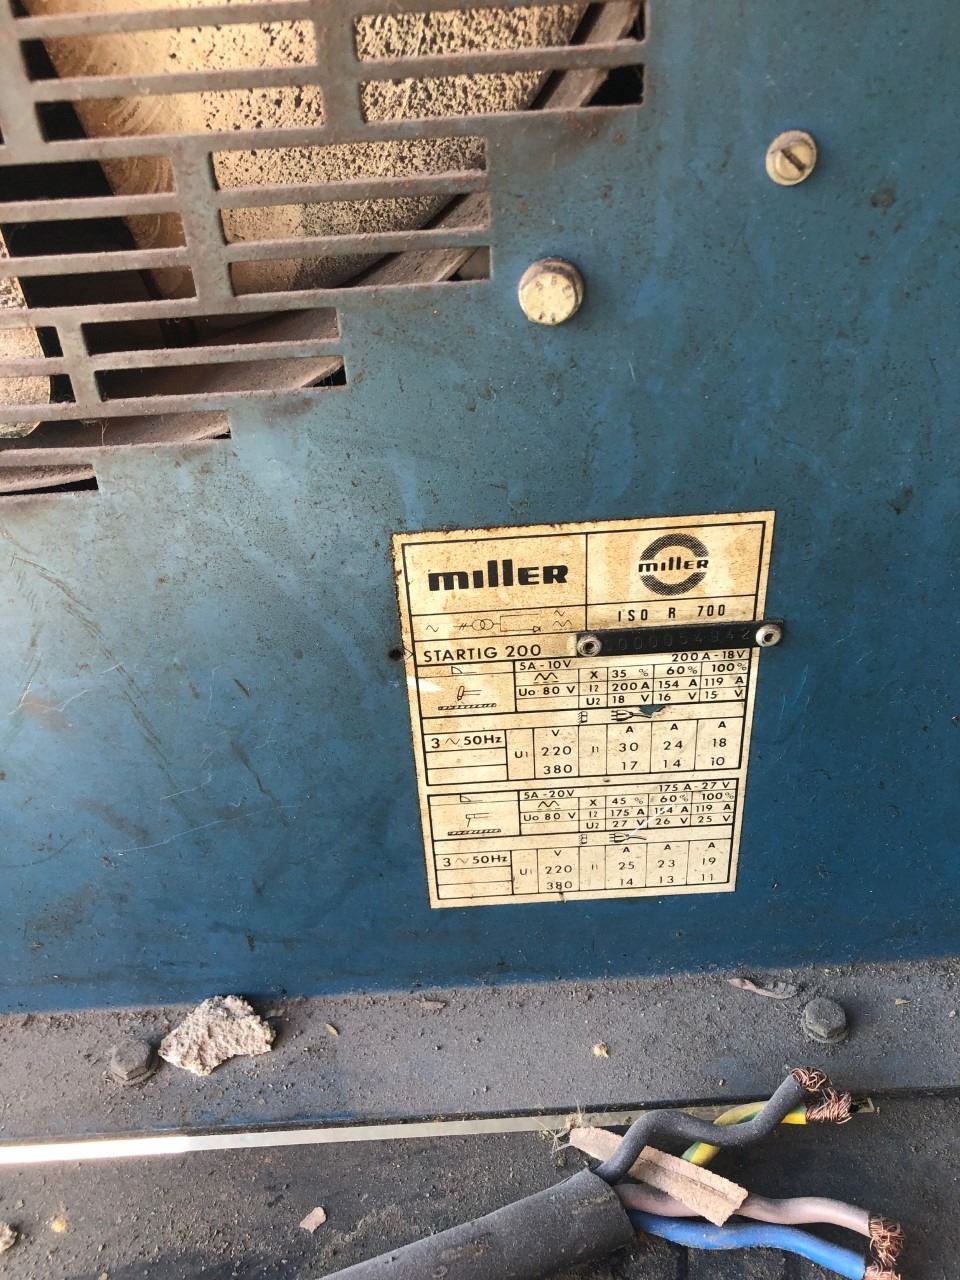 miller
miller
ISO R 700
STARTIG 200
000054942
5A-10V 200A-18V
X 35 % 60% 100%
Uo 80 V I2 200 A 154 A 119 A
U2 18 V 16 V 15 V
3 ∿ 50Hz U1 V I1 A A A
220 30 24 18
380 17 14 10
5A-20V 175A-27V
X 45 % 60% 100%
Uo 80 V I2 175 A 154 A 119 A
U2 27 V 26 V 25 V
3 ∿ 50Hz U1 V I1 A A A
220 25 23 19
380 14 13 11